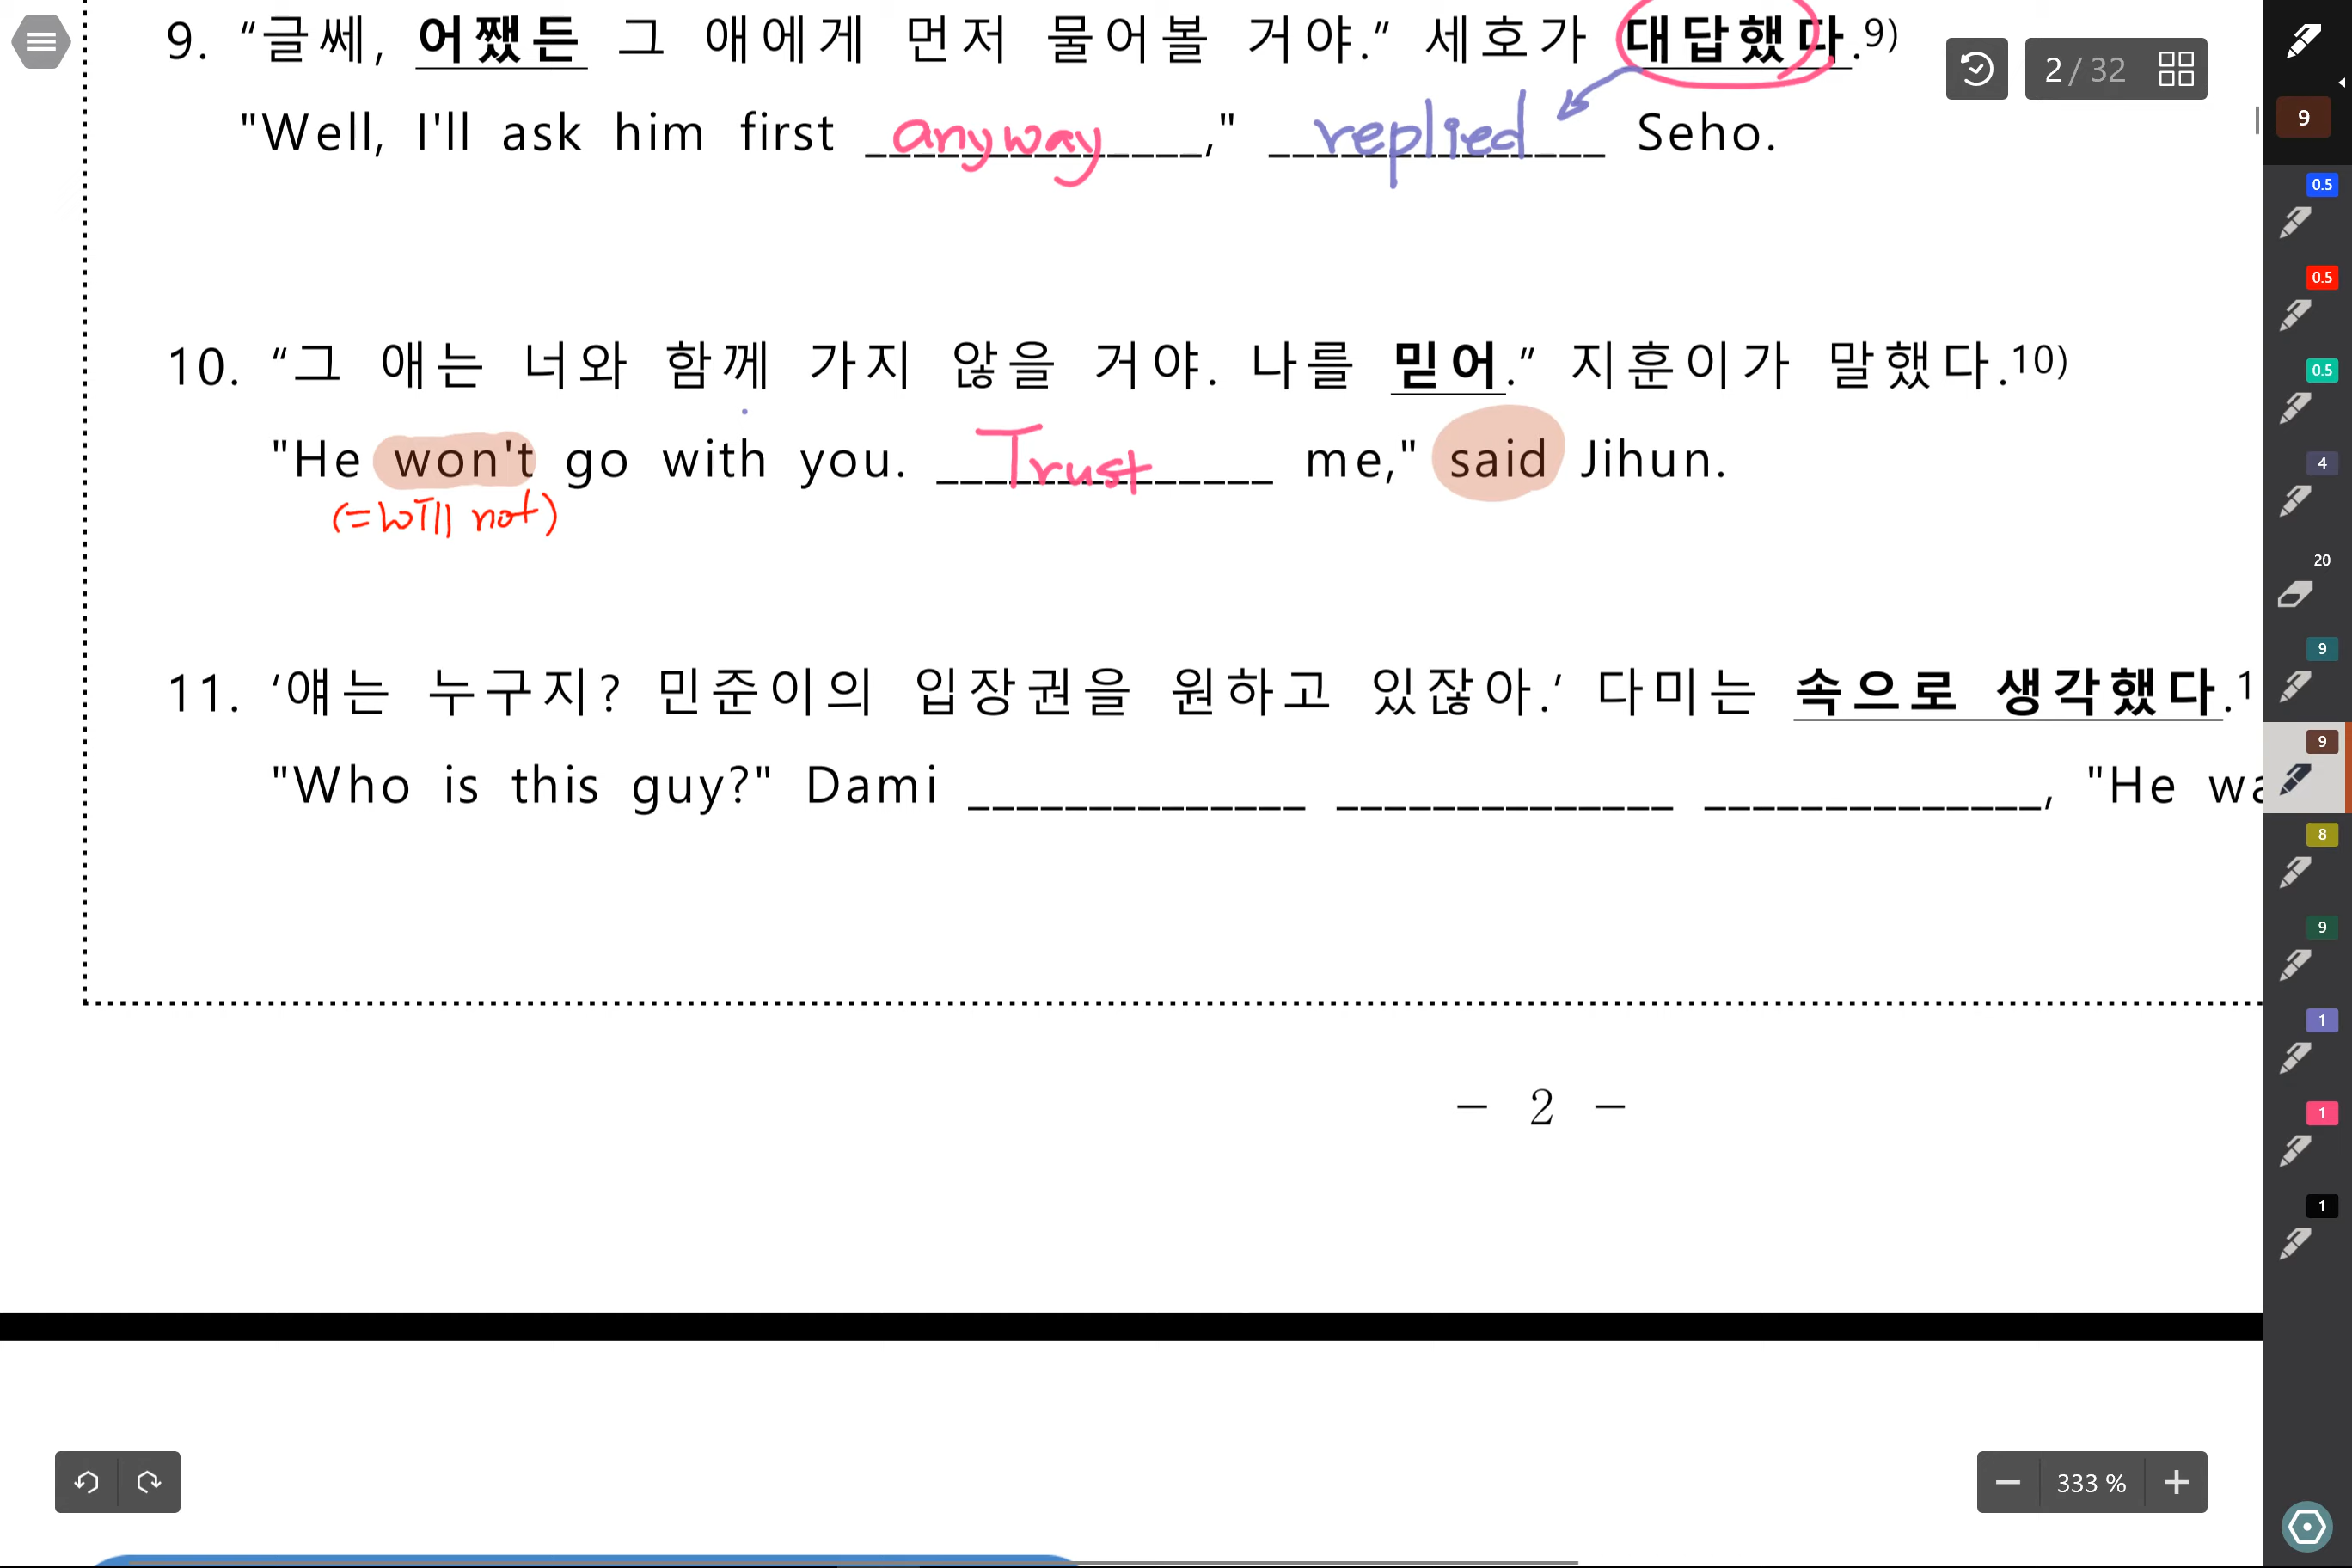 9. “글쎄, 어쨌든 그 애에게 먼저 물어볼 거야.” 세호가 대답했다.9)
"Well, I'll ask him first anyway," replied Seho.
10. “그 애는 너와 함께 가지 않을 거야. 나를 믿어.” 지훈이가 말했다.10)
"He won't go with you. Trust me," said Jihun.
(=will not)
11. ‘얘는 누구지? 민준이의 입장권을 원하고 있잖아.’ 다미는 속으로 생각했다.1
"Who is this guy?" Dami ______________ ______________ ______________, "He wa
- 2 -
2 / 32
9
0.5
0.5
0.5
4
20
9
9
8
9
1
1
1
333 %